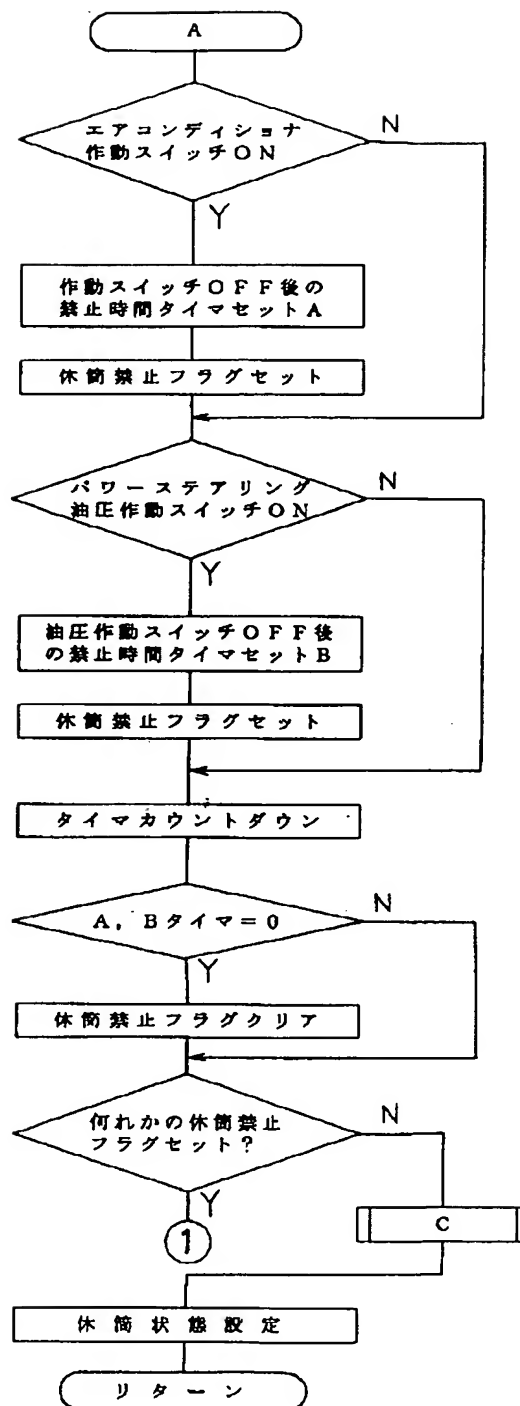 A
エアコンディショナ
作動スイッチON
N
Y
作動スイッチOFF後の
禁止時間タイマセットA
休筒禁止フラグセット
パワーステアリング
油圧作動スイッチON
N
Y
油圧作動スイッチOFF後
の禁止時間タイマセットB
休筒禁止フラグセット
タイマカウントダウン
A,Bタイマ=0
N
Y
休筒禁止フラグクリア
何れかの休筒禁止
フラグセット?
N
Y
1
C
休筒状態設定
リターン